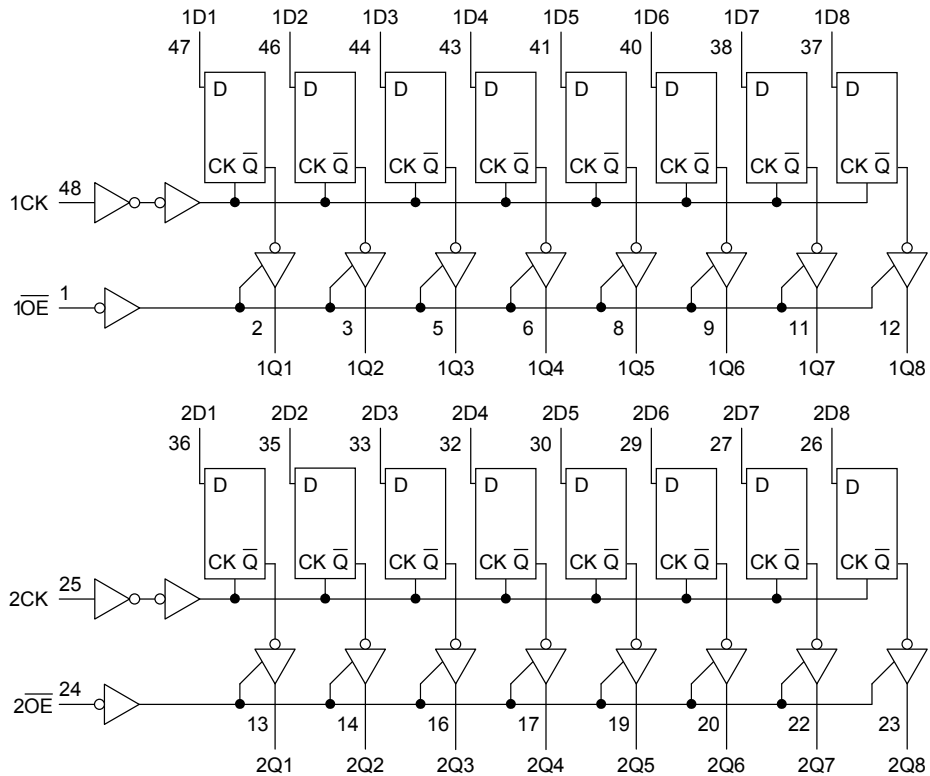 1D1 1D2 1D3 1D4 1D5 1D6 1D7 1D8
47 46 44 43 41 40 38 37
D D D D D D D D
CK Q̅ CK Q̅ CK Q̅ CK Q̅ CK Q̅ CK Q̅ CK Q̅ CK Q̅
48
1CK
1
1O̅E̅
2 3 5 6 8 9 11 12
1Q1 1Q2 1Q3 1Q4 1Q5 1Q6 1Q7 1Q8
2D1 2D2 2D3 2D4 2D5 2D6 2D7 2D8
36 35 33 32 30 29 27 26
D D D D D D D D
CK Q̅ CK Q̅ CK Q̅ CK Q̅ CK Q̅ CK Q̅ CK Q̅ CK Q̅
25
2CK
24
2O̅E̅
13 14 16 17 19 20 22 23
2Q1 2Q2 2Q3 2Q4 2Q5 2Q6 2Q7 2Q8